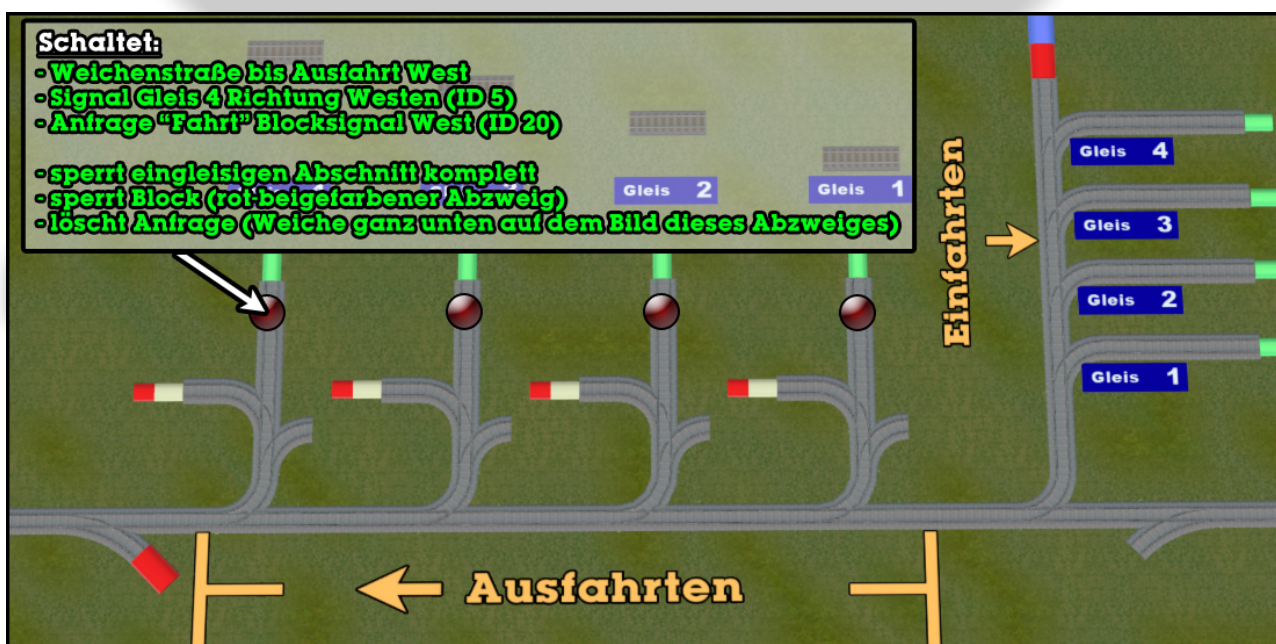 Schaltet:
- Weichenstraße bis Ausfahrt West
- Signal Gleis 4 Richtung Westen (ID 5)
- Anfrage “Fahrt” Blocksignal West (ID 20)
- sperrt eingleisigen Abschnitt komplett
- sperrt Block (rot-beigefarbener Abzweig)
- löscht Anfrage (Weiche ganz unten auf dem Bild dieses Abzweiges)
Gleis 2
Gleis 1
Einfahrten
Gleis 4
Gleis 3
Gleis 2
Gleis 1
Ausfahrten